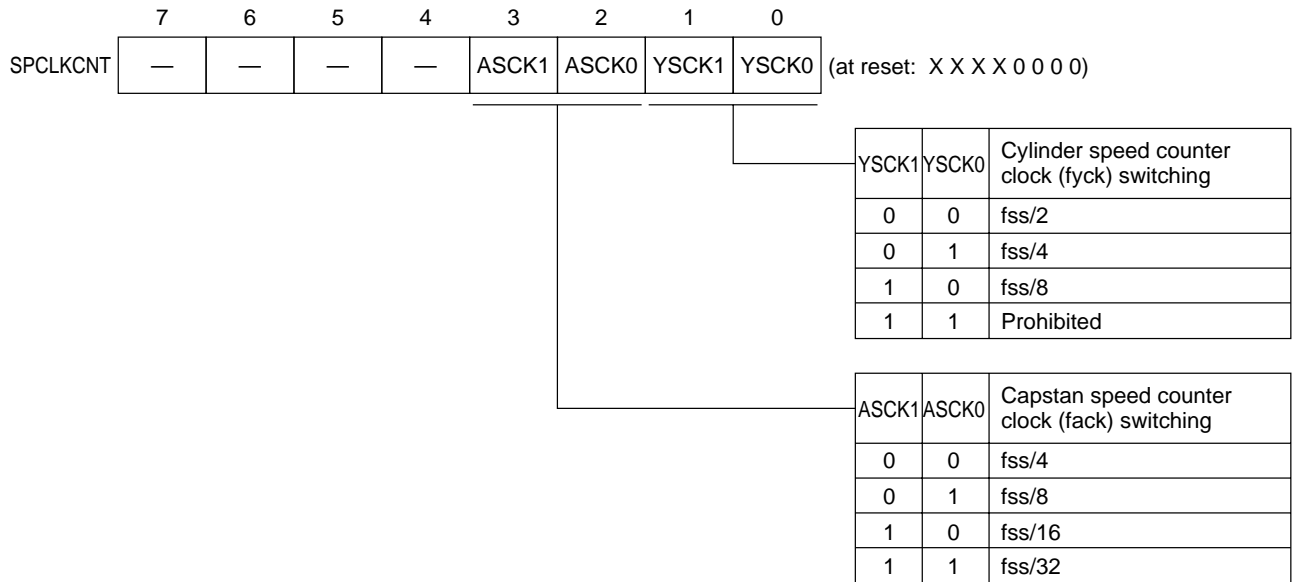 7 6 5 4 3 2 1 0
SPCLKCNT — — — — ASCK1 ASCK0 YSCK1 YSCK0 (at reset: X X X X 0 0 0 0)
YSCK1 YSCK0 Cylinder speed counter
clock (fyck) switching
0 0 fss/2
0 1 fss/4
1 0 fss/8
1 1 Prohibited
ASCK1 ASCK0 Capstan speed counter
clock (fack) switching
0 0 fss/4
0 1 fss/8
1 0 fss/16
1 1 fss/32